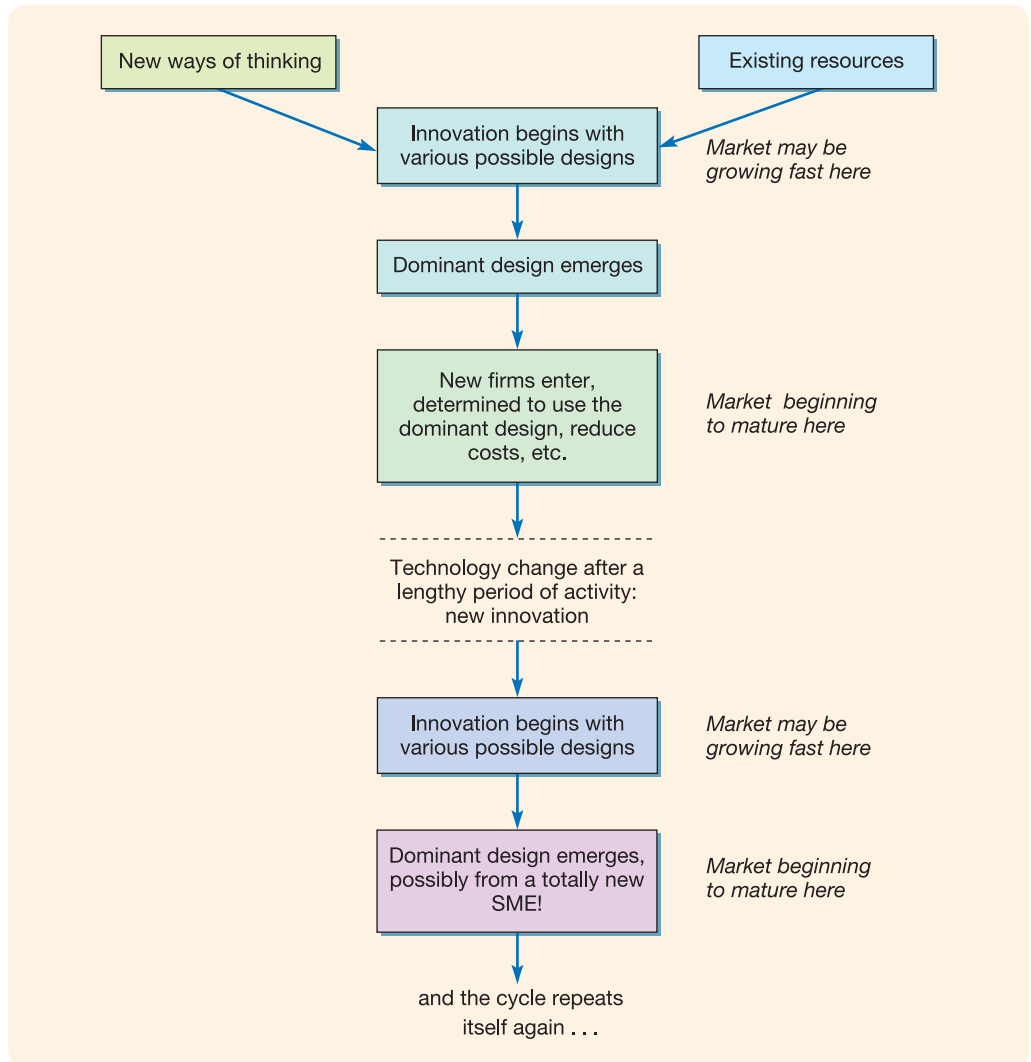 New ways of thinking
Existing resources
Innovation begins with
various possible designs
Market may be
growing fast here
Dominant design emerges
New firms enter,
determined to use the
dominant design, reduce
costs, etc.
Market beginning
to mature here
Technology change after a
lengthy period of activity:
new innovation
Innovation begins with
various possible designs
Market may be
growing fast here
Dominant design emerges,
possibly from a totally new
SME!
Market beginning
to mature here
and the cycle repeats
itself again . . .